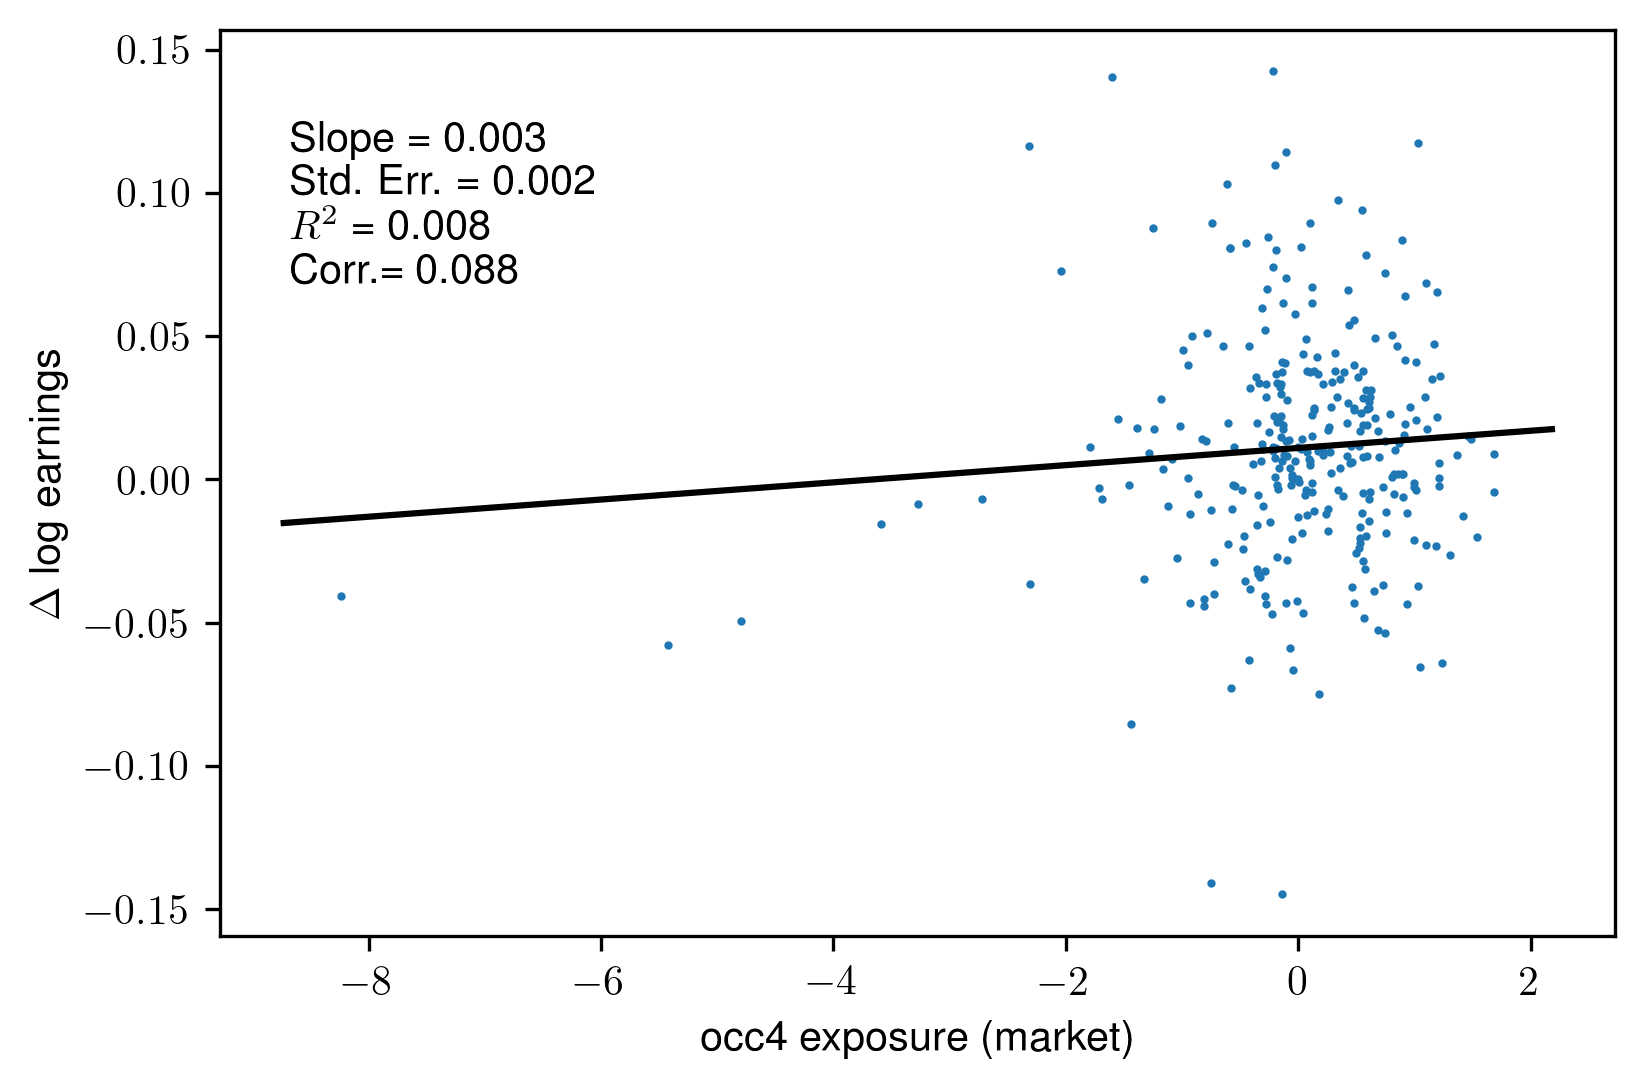 0.15
Slope = 0.003
Std. Err. = 0.002
0.10
R² = 0.008
Corr.= 0.088
0.05
0.00
−0.05
−0.10
−0.15
Δ log earnings
−8 −6 −4 −2 0 2
occ4 exposure (market)